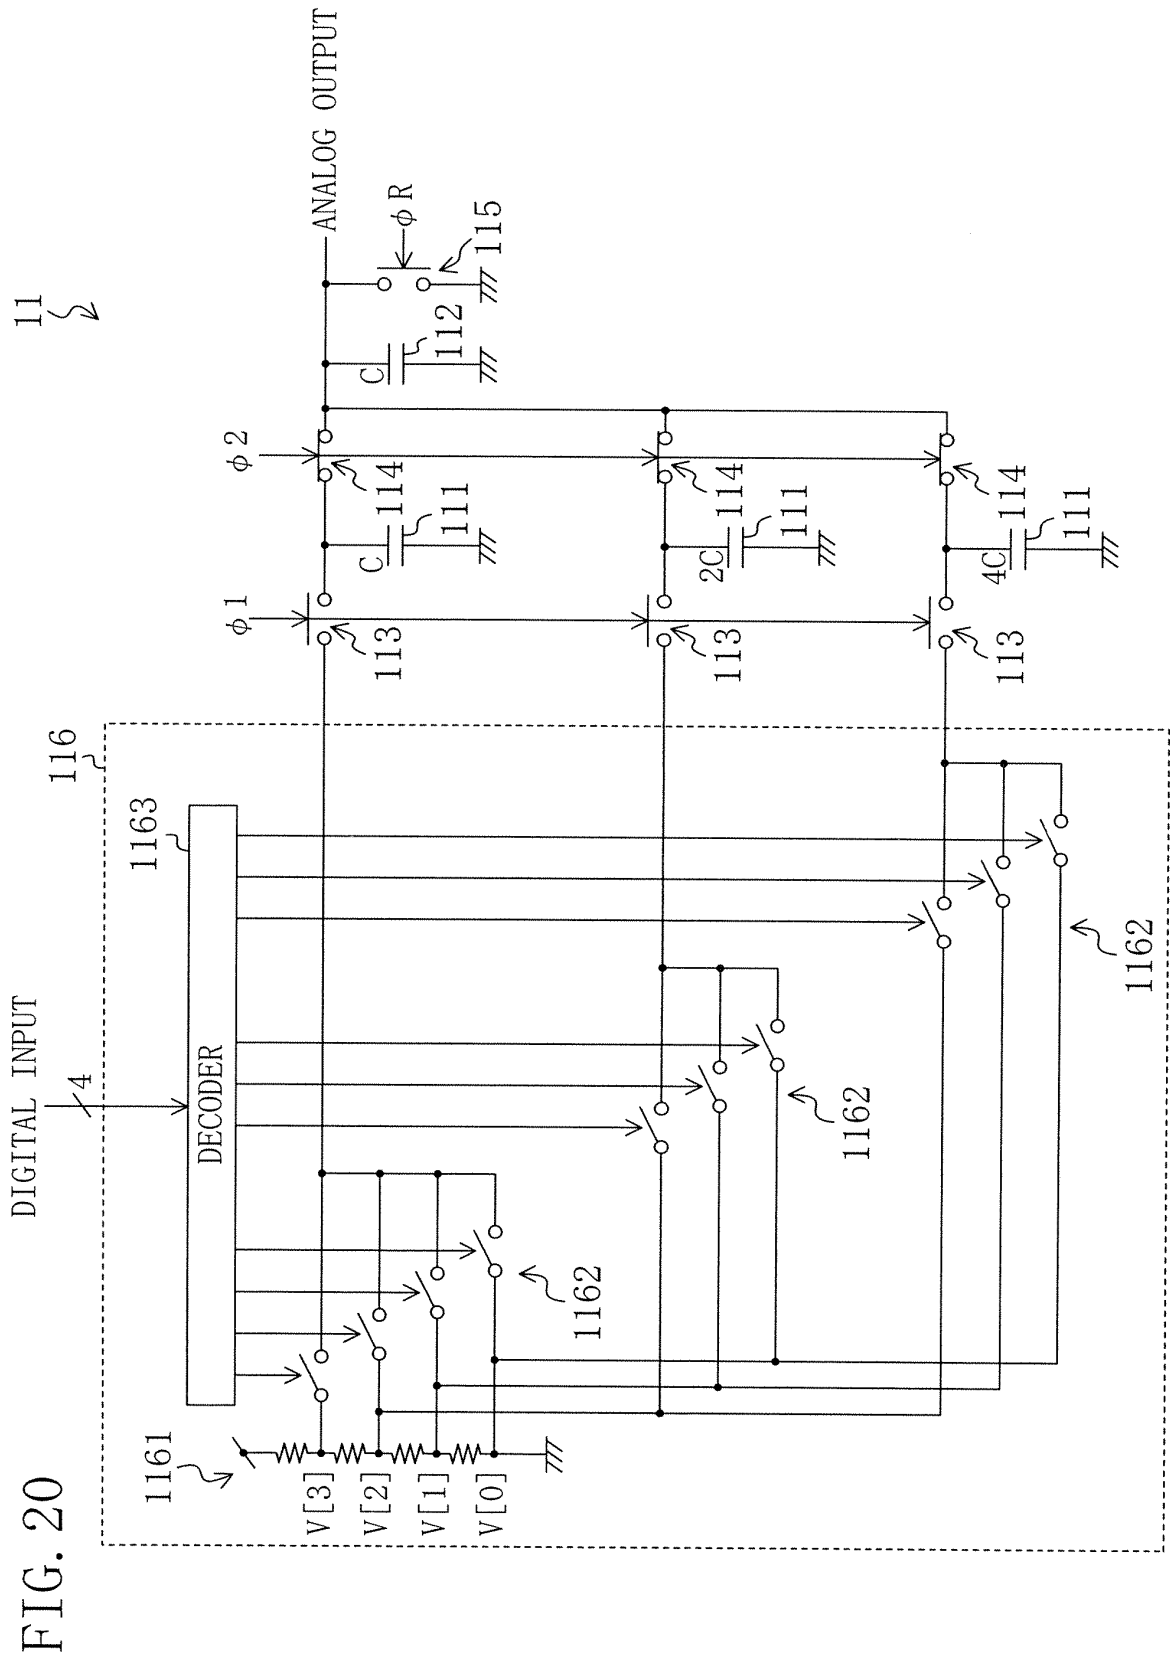 FIG. 20
11
DIGITAL INPUT
4
116
1163
DECODER
1161
V[3]
V[2]
V[1]
V[0]
1162
1162
1162
φ1
113
113
113
C
111
2C
111
4C
111
φ2
114
114
114
C
112
φR
115
ANALOG OUTPUT